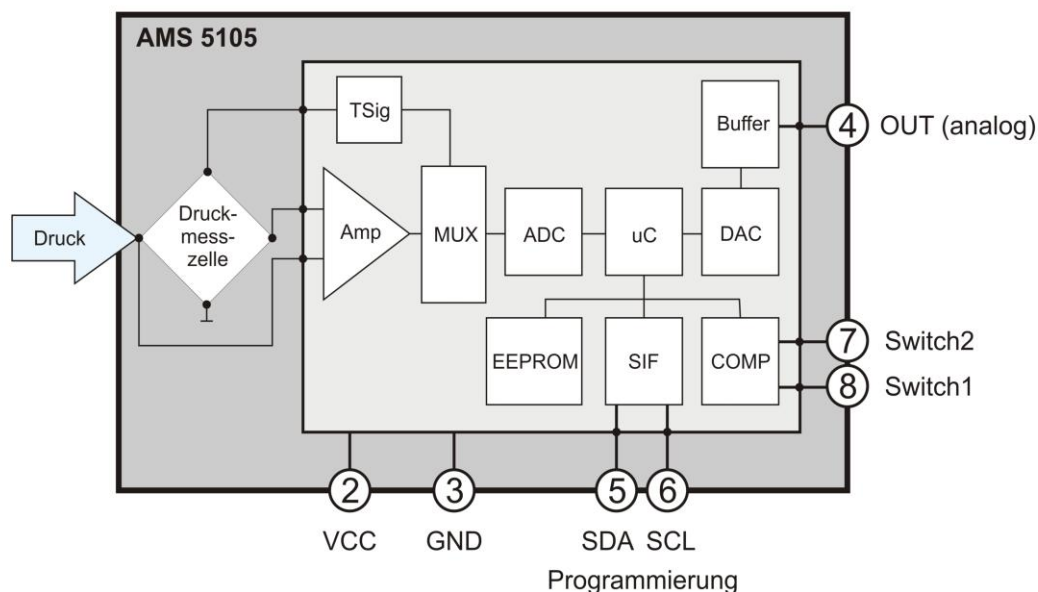 AMS 5105
TSig
Buffer
4
OUT (analog)
Druck
Druck-
mess-
zelle
Amp
MUX
ADC
uC
DAC
EEPROM
SIF
COMP
7
Switch2
8
Switch1
2
3
5
6
VCC
GND
SDA
SCL
Programmierung